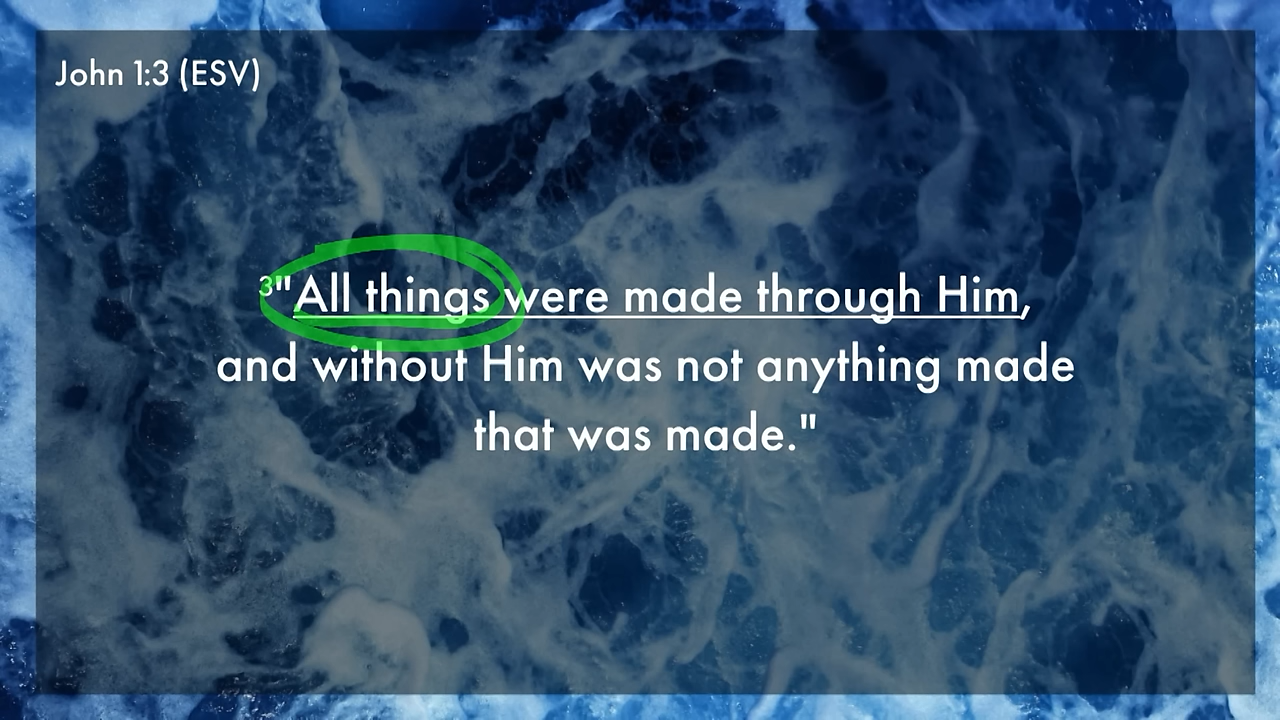 John 1:3 (ESV)
3"All things were made through Him,
and without Him was not anything made
that was made."